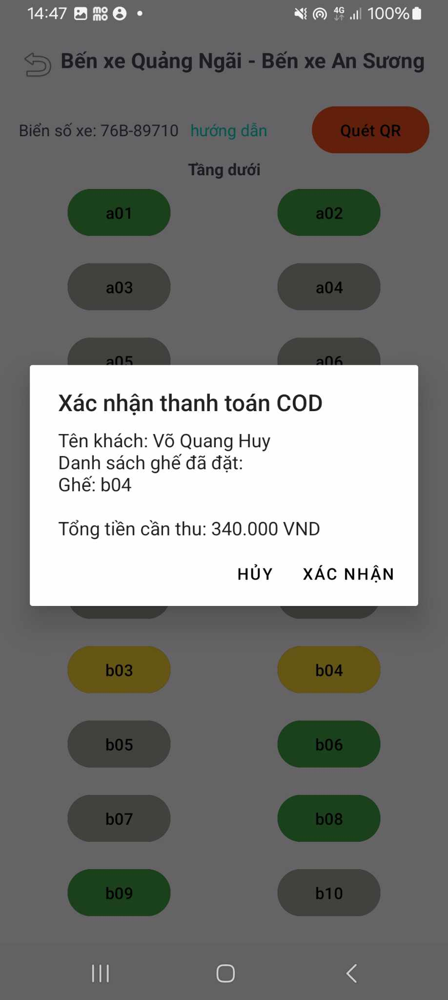 14:47 MO MO 4G 100%
Bến xe Quảng Ngãi - Bến xe An Sương
Biển số xe: 76B-89710 hướng dẫn Quét QR
Tầng dưới
a01 a02
a03 a04
a05 a06
Xác nhận thanh toán COD
Tên khách: Võ Quang Huy
Danh sách ghế đã đặt:
Ghế: b04
Tổng tiền cần thu: 340.000 VND
HỦY XÁC NHẬN
b03 b04
b05 b06
b07 b08
b09 b10